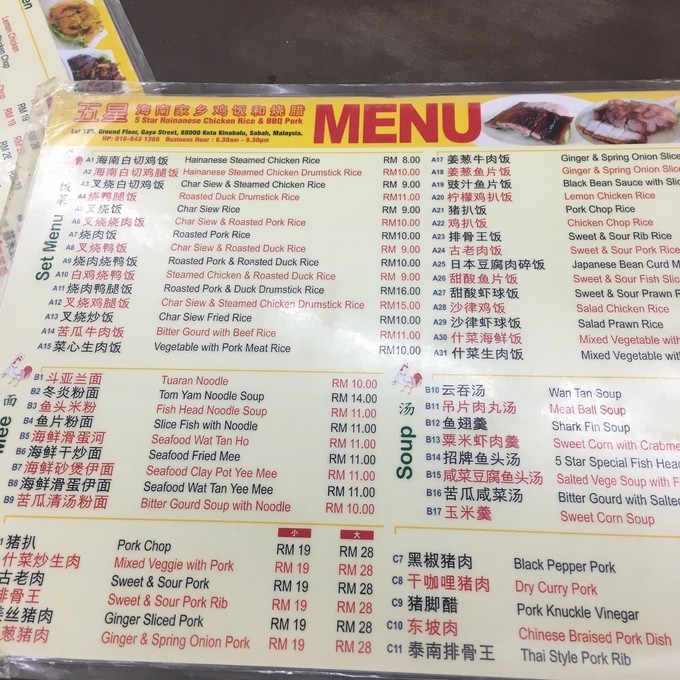 Lemon Chicken
五星 海南家乡鸡饭和烧腊 MENU
5 Star Hainanese Chicken Rice & BBQ Pork
Lot 120, Ground Floor, Gaya Street, 88000 Kota Kinabalu, Sabah, Malaysia.
Business Hour : 8.30am - 9.30pm
饭菜 Set Menu
A1 海南白切鸡饭 Hainanese Steamed Chicken Rice RM 8.00
A2 海南白切鸡腿饭 Hainanese Steamed Chicken Drumstick Rice RM10.00
A3 叉烧白切鸡饭 Char Siew & Steamed Chicken Rice RM 9.00
A4 烧鸭腿饭 Roasted Duck Drumstick Rice RM11.00
A5 叉烧饭 Char Siew Rice RM 9.00
A6 叉烧烧肉饭 Char Siew & Roasted Pork Rice RM10.00
A7 烧肉饭 Roasted Pork Rice RM10.00
A8 叉烧鸭饭 Char Siew & Roasted Duck Rice RM 9.00
A9 烧肉烧鸭饭 Roasted Pork & Ronsted Duck Rice RM10.00
A10 白鸡烧鸭饭 Steamed Chicken & Roasted Duck Rice RM 9.00
A11 烧肉鸭腿饭 Roasted Pork & Duck Drumstick Rice RM16.00
A12 叉烧鸡腿饭 Char Siew & Steamed Chicken Drumstick Rice RM15.00
A13 叉烧炒饭 Char Siew Fried Rice RM10.00
A14 苦瓜牛肉饭 Bitter Gourd with Beef Rice RM11.00
A15 菜心生肉饭 Vegetable with Pork Meat Rice RM10.00
A17 姜葱牛肉饭 Ginger & Spring Onion Slice
A18 姜葱鱼片饭 Ginger & Spring Onion Slice
A19 豉汁鱼片饭 Black Bean Sauce with Slic
A20 柠檬鸡扒饭 Lemon Chicken Rice
A21 猪扒饭 Pork Chop Rice
A22 鸡扒饭 Chicken Chop Rice
A23 排骨王饭 Sweet & Sour Rib Rice
A24 古老肉饭 Sweet & Sour Pork Rice
A25 日本豆腐肉碎饭 Japanese Bean Curd M
A26 甜酸鱼片饭 Sweet & Sour Fish Slic
A27 甜酸虾球饭 Sweet & Sour Prawn R
A28 沙律鸡饭 Salad Chicken Rice
A29 沙律虾球饭 Salad Prawn Rice
A30 什菜海鲜饭 Mixed Vegetable with
A31 什菜生肉饭 Mixed Vegetable with
面 Mee
B1 斗亚兰面 Tuaran Noodle RM 10.00
B2 冬炎粉面 Tom Yam Noodle Soup RM 14.00
B3 鱼头米粉 Fish Head Noodle Soup RM 11.00
B4 鱼片粉面 Slice Fish with Noodle RM 10.00
B5 海鲜滑蛋河 Seafood Wat Tan Ho RM 11.00
B6 海鲜干炒面 Seafood Fried Mee RM 11.00
B7 海鲜砂煲伊面 Seafood Clay Pot Yee Mee RM 11.00
B8 海鲜滑蛋伊面 Seafood Wat Tan Yee Mee RM 11.00
B9 苦瓜清汤粉面 Bitter Gourd Soup with Noodle RM 10.00
汤 Soup
B10 云吞汤 Wan Tan Soup
B11 吊片肉丸汤 Meat Ball Soup
B12 鱼翅羹 Shark Fin Soup
B13 粟米虾肉羹 Sweet Corn with Crabme
B14 招牌鱼头汤 5 Star Special Fish Head
B15 咸菜豆腐鱼头汤 Salted Vege Soup with F
B16 苦瓜咸菜汤 Bitter Gourd with Salted
B17 玉米羹 Sweet Corn Soup
小 大
猪扒 Pork Chop RM 19 RM 28
什菜炒生肉 Mixed Veggie with Pork RM 19 RM 28
古老肉 Sweet & Sour Pork RM 19 RM 28
排骨王 Sweet & Sour Pork Rib RM 19 RM 28
姜丝猪肉 Ginger Sliced Pork RM 19 RM 28
葱猪肉 Ginger & Spring Onion Pork RM 19 RM 28
C7 黑椒猪肉 Black Pepper Pork
C8 干咖哩猪肉 Dry Curry Pork
C9 猪脚醋 Pork Knuckle Vinegar
C10 东坡肉 Chinese Braised Pork Dish
C11 泰南排骨王 Thai Style Pork Rib